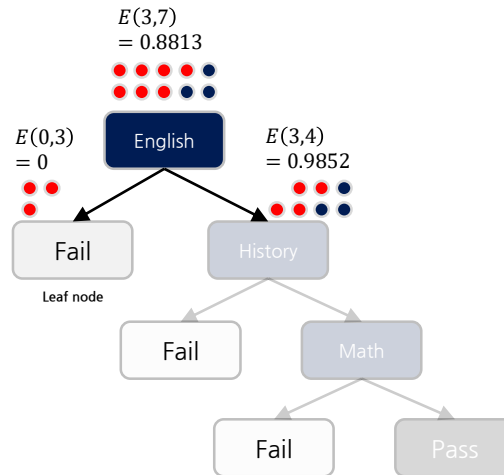 E(3,7)
= 0.8813
English
E(0,3)
= 0
E(3,4)
= 0.9852
Fail
History
Leaf node
Fail
Math
Fail
Pass